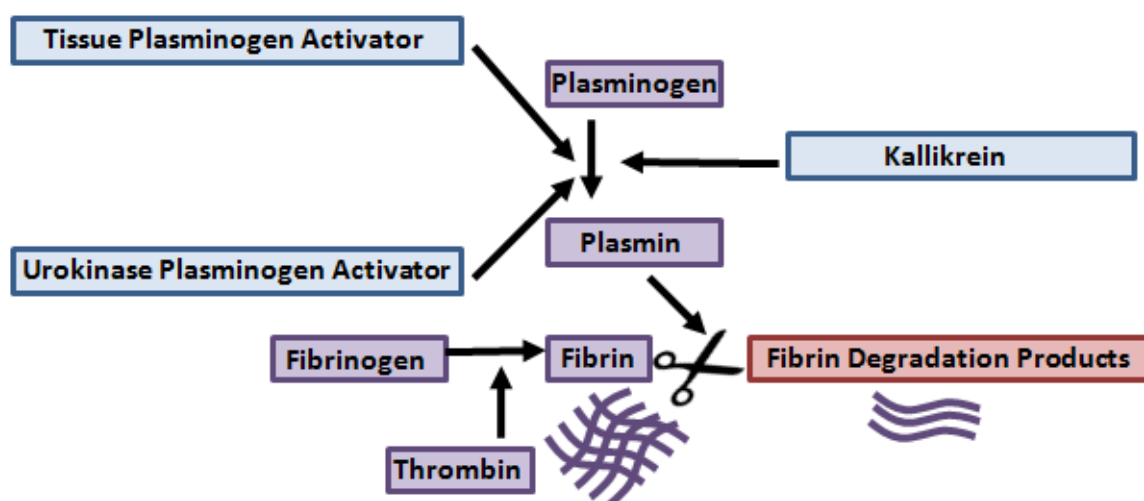 Tissue Plasminogen Activator
Plasminogen
Kallikrein
Plasmin
Urokinase Plasminogen Activator
Fibrinogen
Fibrin
Fibrin Degradation Products
Thrombin